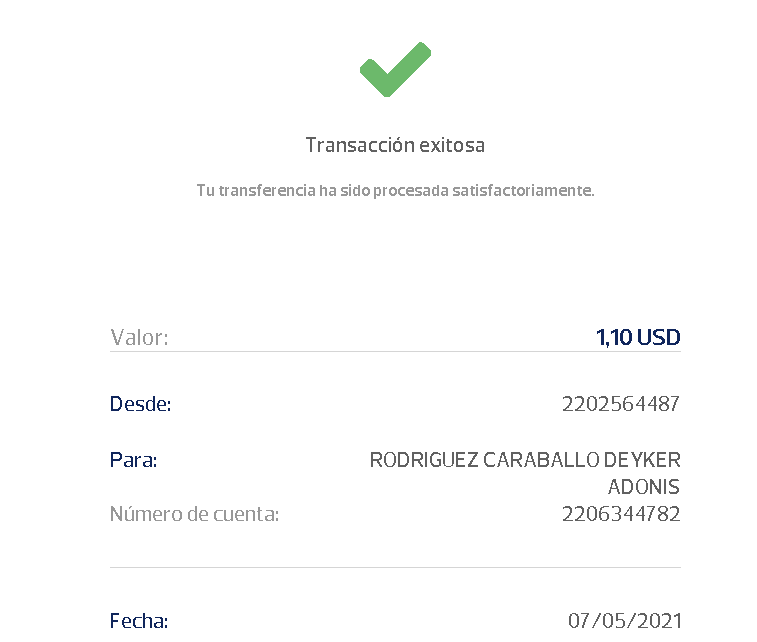 Transacción exitosa
Tu transferencia ha sido procesada satisfactoriamente.
Valor: 1,10 USD
Desde: 2202564487
Para: RODRIGUEZ CARABALLO DEYKER
ADONIS
Número de cuenta: 2206344782
Fecha: 07/05/2021